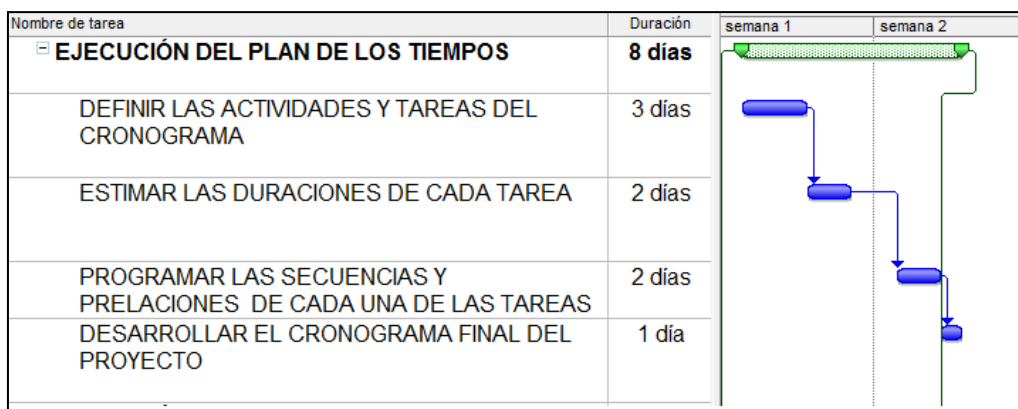 Nombre de tarea Duración semana 1 semana 2
EJECUCIÓN DEL PLAN DE LOS TIEMPOS 8 días
DEFINIR LAS ACTIVIDADES Y TAREAS DEL 3 días
CRONOGRAMA
ESTIMAR LAS DURACIONES DE CADA TAREA 2 días
PROGRAMAR LAS SECUENCIAS Y 2 días
PRELACIONES DE CADA UNA DE LAS TAREAS
DESARROLLAR EL CRONOGRAMA FINAL DEL 1 día
PROYECTO